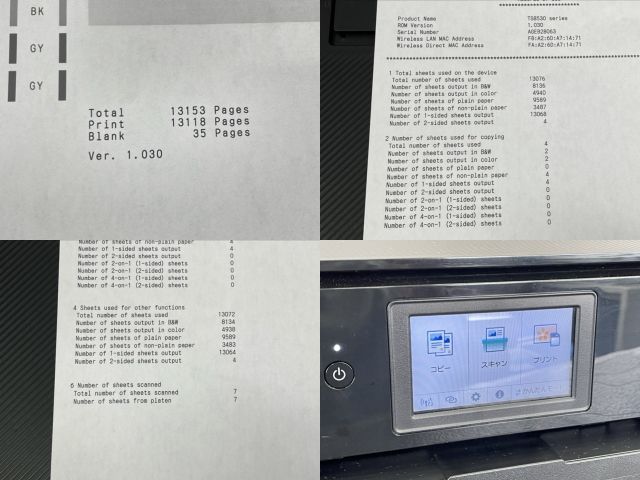 BK
GY
GY
Total 13153 Pages
Print 13118 Pages
Blank 35 Pages
Ver. 1.030
Product Name TS8530 series
ROM Version 1.030
Serial Number AGEB28063
Wireless LAN MAC Address F8:A2:6D:A7:14:71
Wireless Direct MAC Address FA:A2:6D:A7:14:71
1 Total sheets used on the device
Total number of sheets used 13076
Number of sheets output in B&W 8136
Number of sheets output in color 4940
Number of sheets of plain paper 9589
Number of sheets of non-plain paper 3487
Number of 1-sided sheets output 13068
Number of 2-sided sheets output 4
2 Number of sheets used for copying
Total number of sheets used 4
Number of sheets output in B&W 2
Number of sheets output in color 2
Number of sheets of plain paper 0
Number of sheets of non-plain paper 4
Number of 1-sided sheets output 4
Number of 2-sided sheets output 0
Number of 2-on-1 (1-sided) sheets 0
Number of 2-on-1 (2-sided) sheets 0
Number of 4-on-1 (1-sided) sheets 0
Number of 4-on-1 (2-sided) sheets 0
Number of sheets of non-plain paper 4
Number of 1-sided sheets output 4
Number of 2-sided sheets output 0
Number of 2-on-1 (1-sided) sheets 0
Number of 2-on-1 (2-sided) sheets 0
Number of 4-on-1 (1-sided) sheets 0
Number of 4-on-1 (2-sided) sheets 0
4 Sheets used for other functions
Total number of sheets used 13072
Number of sheets output in B&W 8134
Number of sheets output in color 4938
Number of sheets of plain paper 9589
Number of sheets of non-plain paper 3483
Number of 1-sided sheets output 13064
Number of 2-sided sheets output 4
6 Number of sheets scanned
Total number of sheets scanned 7
Number of sheets from platen 7
コピー スキャン プリント